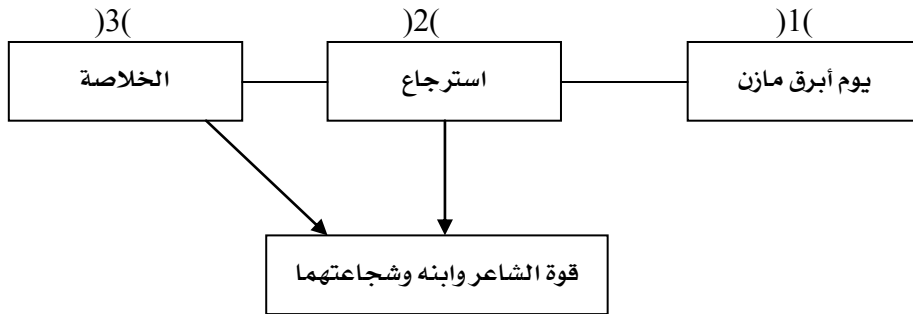 )1(
)2(
)3(
يوم أبرق مازن
استرجاع
الخلاصة
قوة الشاعر وابنه وشجاعتهما